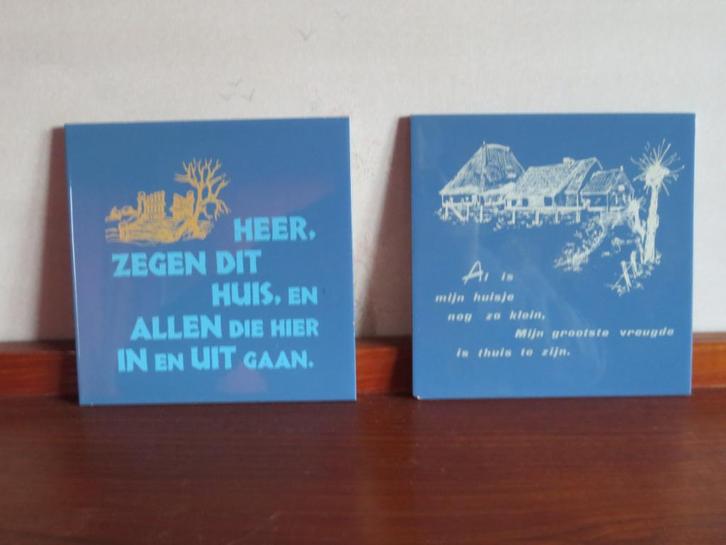 HEER,
ZEGEN DIT
HUIS, EN
ALLEN DIE HIER
IN EN UIT GAAN.
Al is
mijn huisje
nog zo klein,
Mijn grootste vreugde
is thuis te zijn.